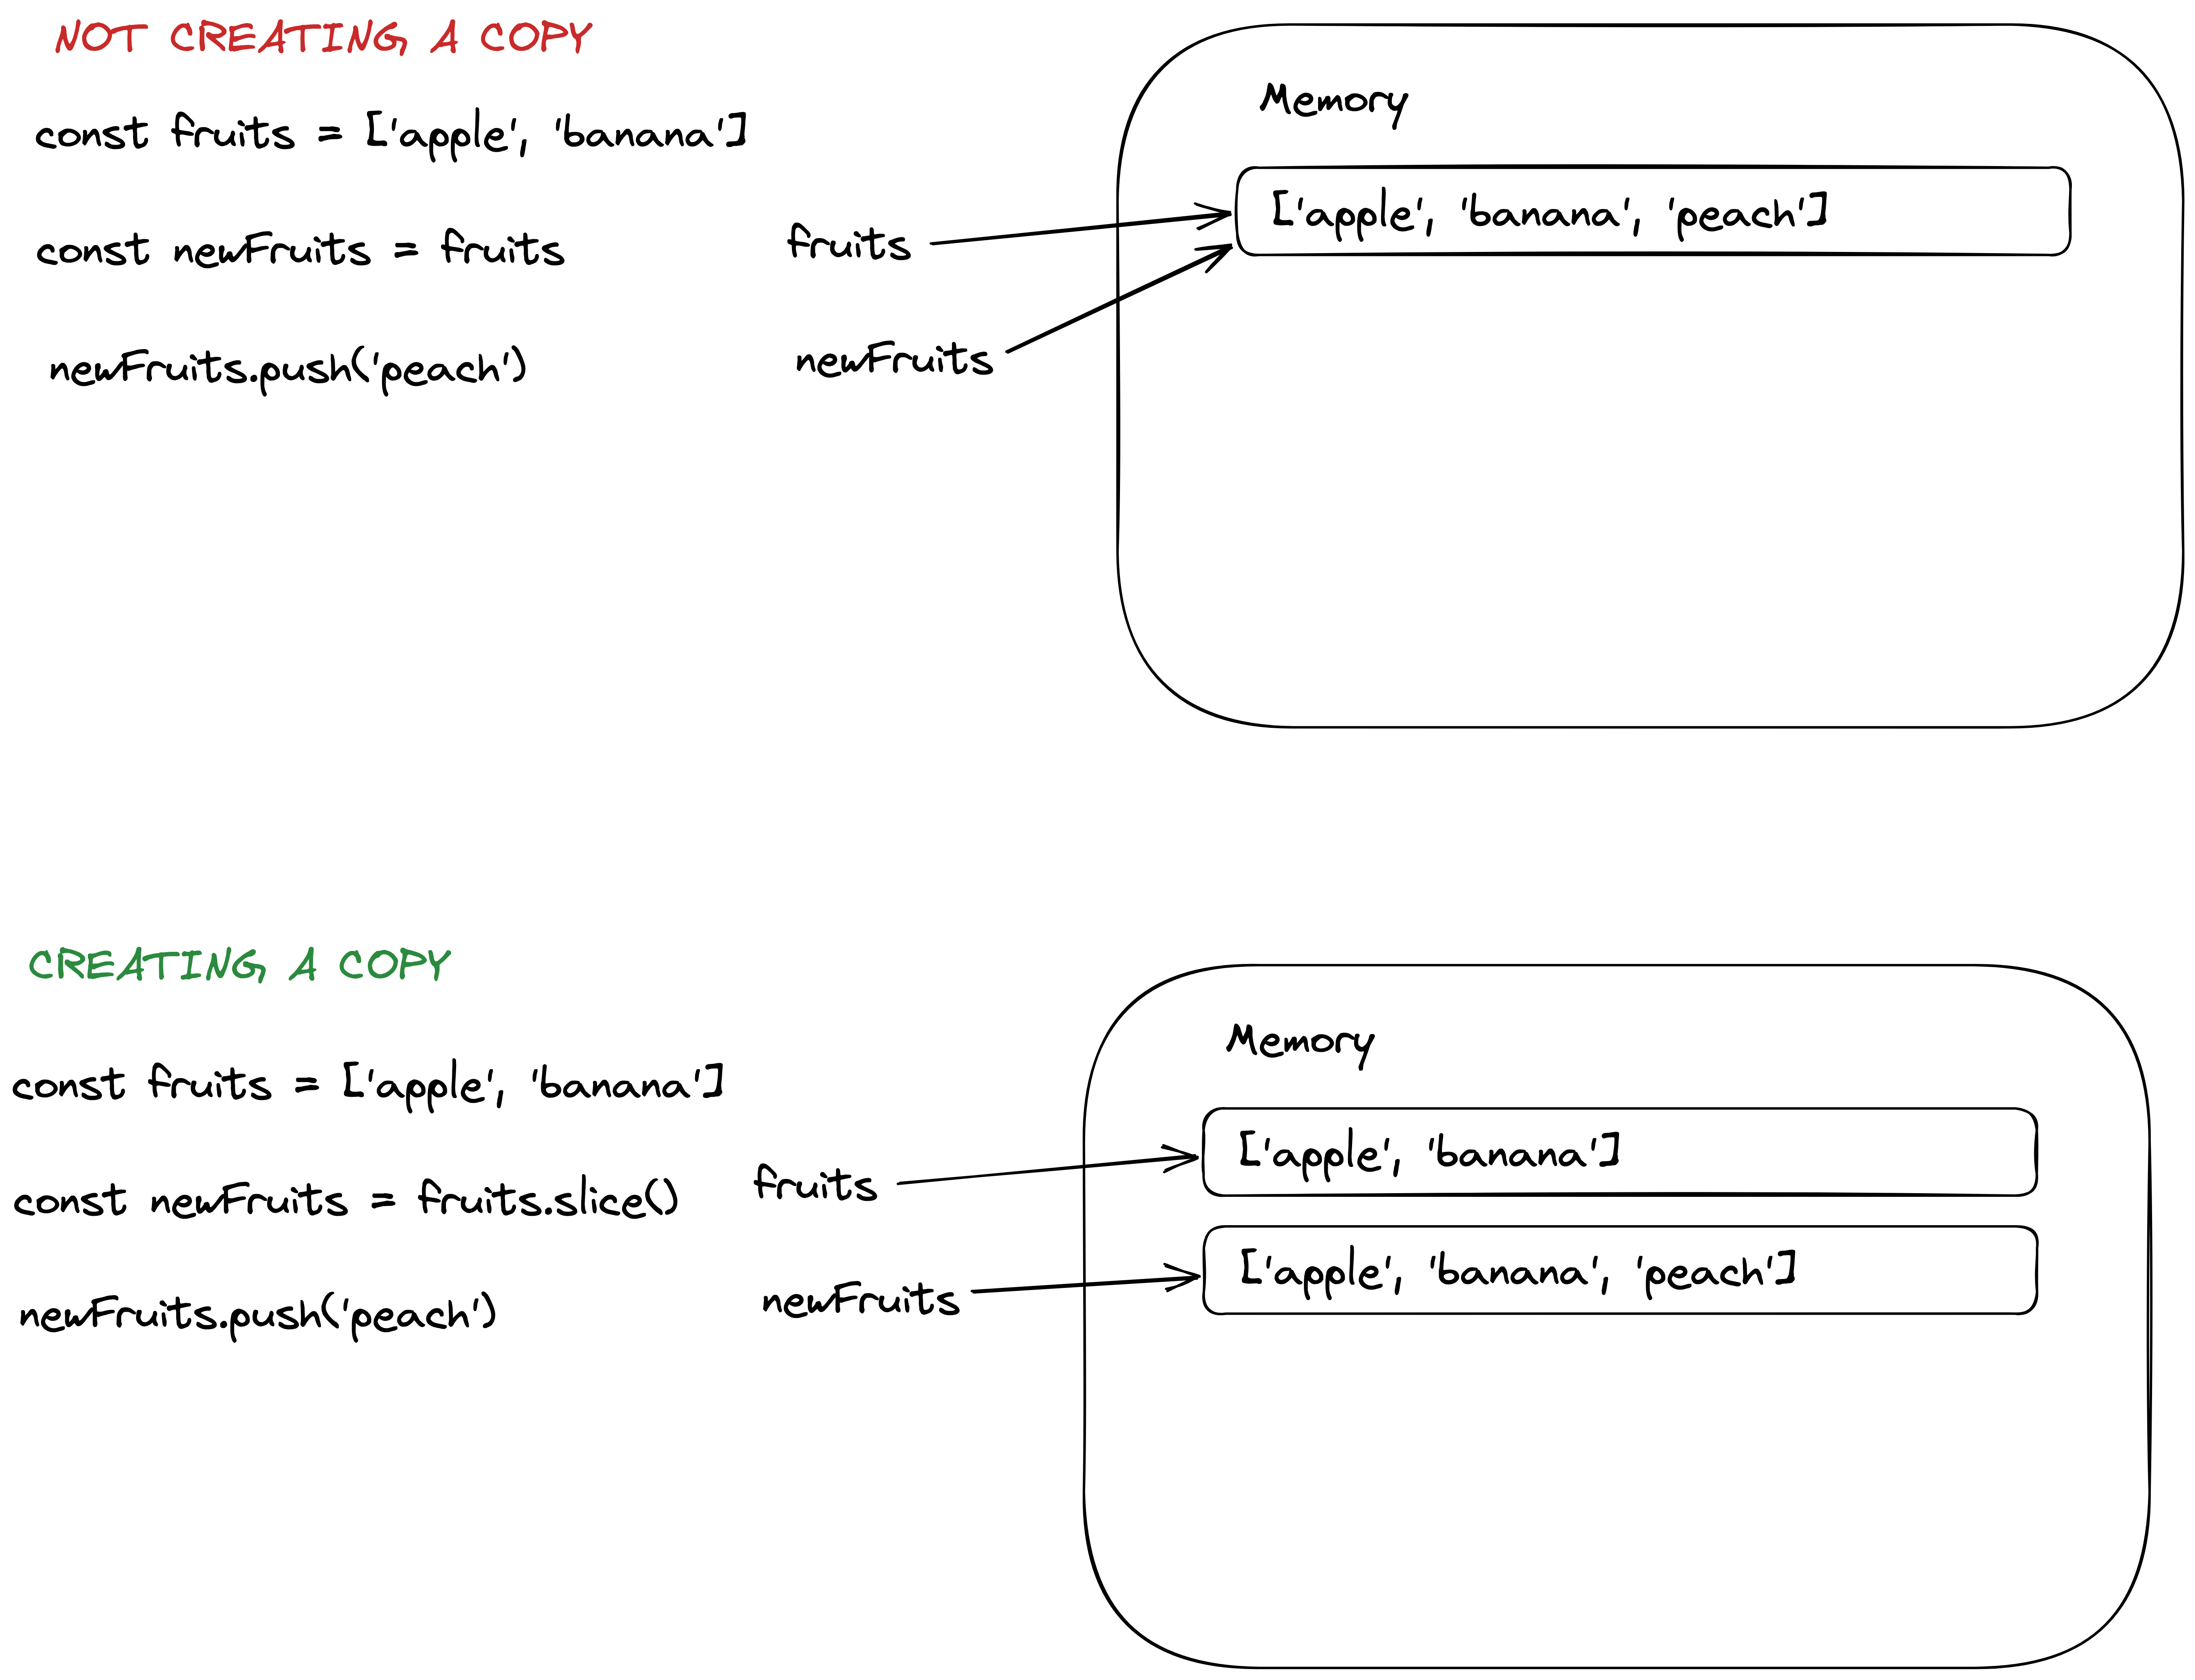 NOT CREATING A COPY
const fruits = ['apple', 'banana']
const newFruits = fruits
newFruits.push('peach')
fruits
newFruits
Memory
['apple', 'banana', 'peach']
CREATING A COPY
const fruits = ['apple', 'banana']
const newFruits = fruits.slice()
newFruits.push('peach')
fruits
newFruits
Memory
['apple', 'banana']
['apple', 'banana', 'peach']